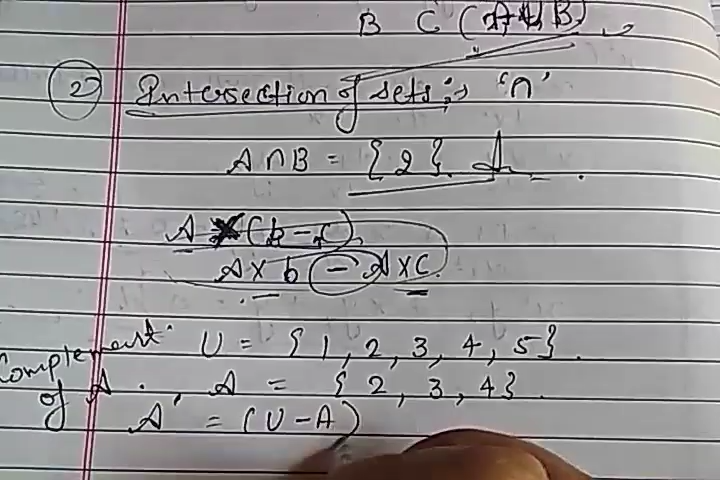 B C (A U B)
2) Intersection of sets :→ '∩'
A ∩ B = { 2 }.
A × (b - c)
A × b - A × C
Complement U = { 1, 2, 3, 4, 5 }.
of A . , A = { 2, 3, 4 }.
A' = (U - A)